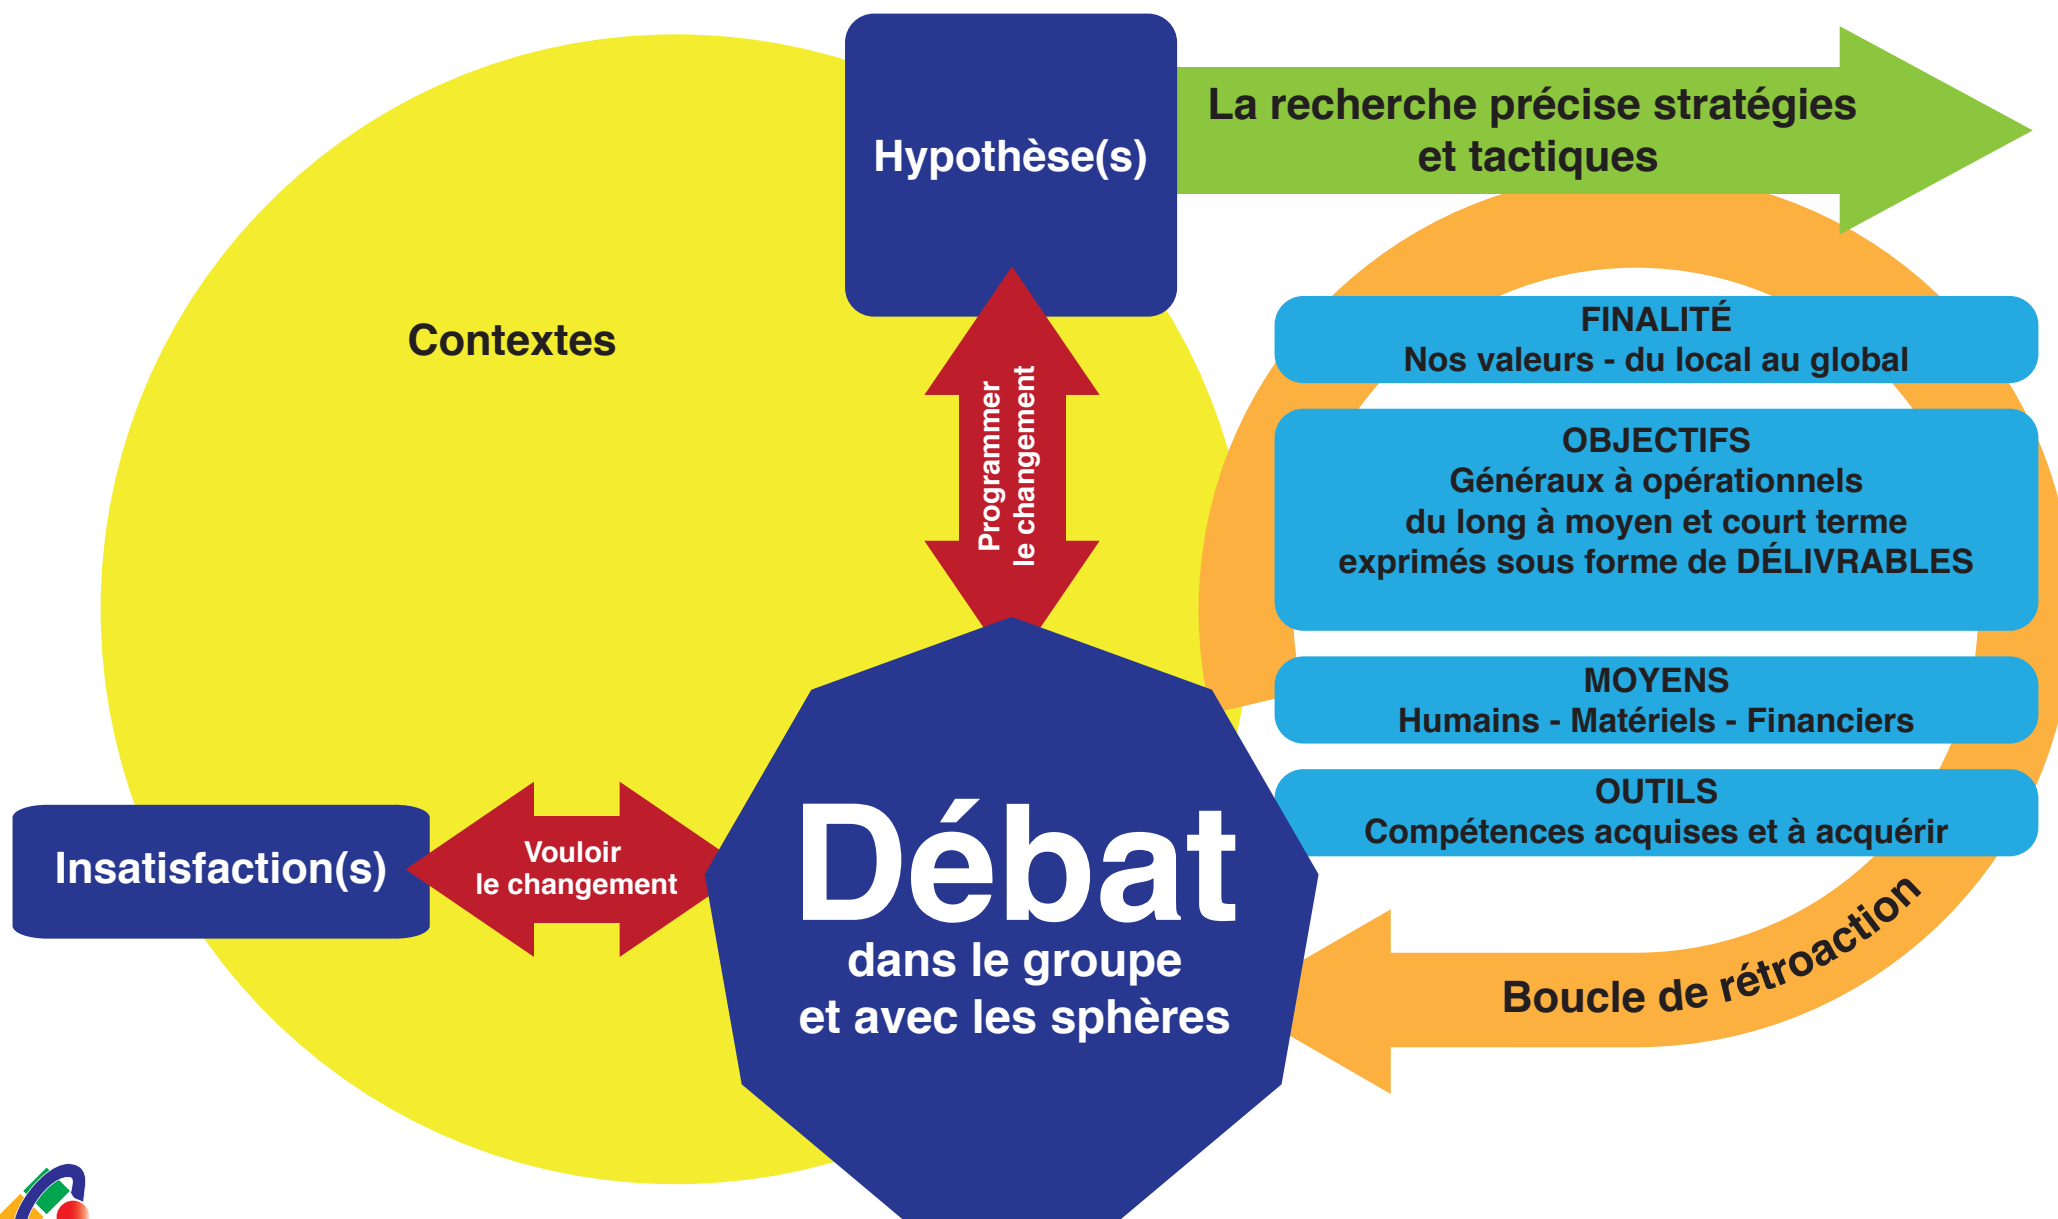 Hypothèse(s)
La recherche précise stratégies
et tactiques
Contextes
Programmer
le changement
FINALITÉ
Nos valeurs - du local au global
OBJECTIFS
Généraux à opérationnels
du long à moyen et court terme
exprimés sous forme de DÉLIVRABLES
MOYENS
Humains - Matériels - Financiers
OUTILS
Compétences acquises et à acquérir
Insatisfaction(s)
Vouloir
le changement
Débat
dans le groupe
et avec les sphères
Boucle de rétroaction